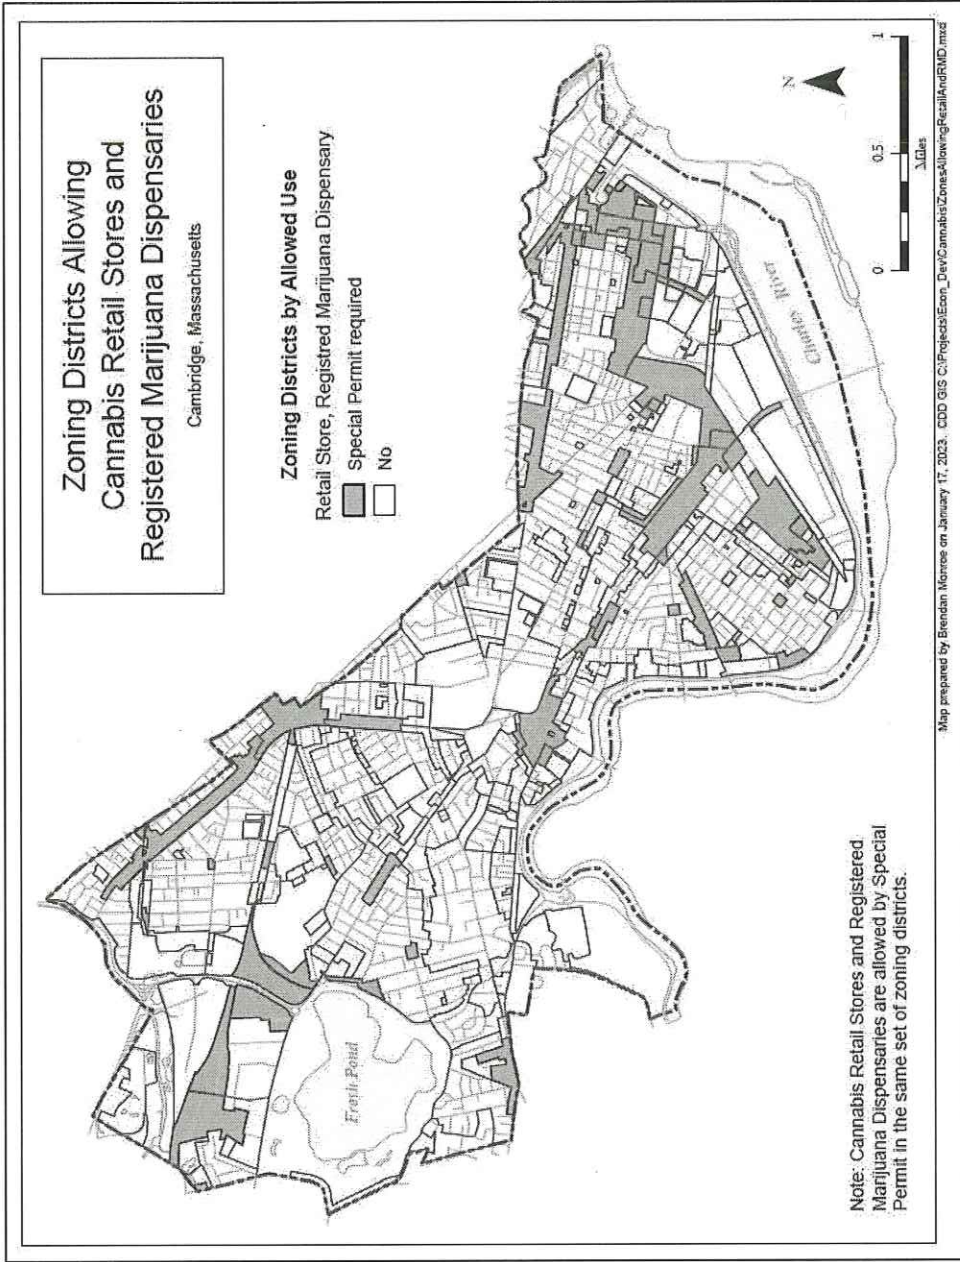 Zoning Districts Allowing
Cannabis Retail Stores and
Registered Marijuana Dispensaries
Cambridge, Massachusetts
Zoning Districts by Allowed Use
Retail Store, Registred Marijuana Dispensary
Special Permit required
No
N
0
0.5
1
Miles
Charles River
Fresh Pond
Note: Cannabis Retail Stores and Registered
Marijuana Dispensaries are allowed by Special
Permit in the same set of zoning districts.
Map prepared by Brendan Monroe on January 17, 2023. CDD GIS C:\Projects\Econ_Dev\Cannabis\ZonesAllowingRetailAndRMD.mxd